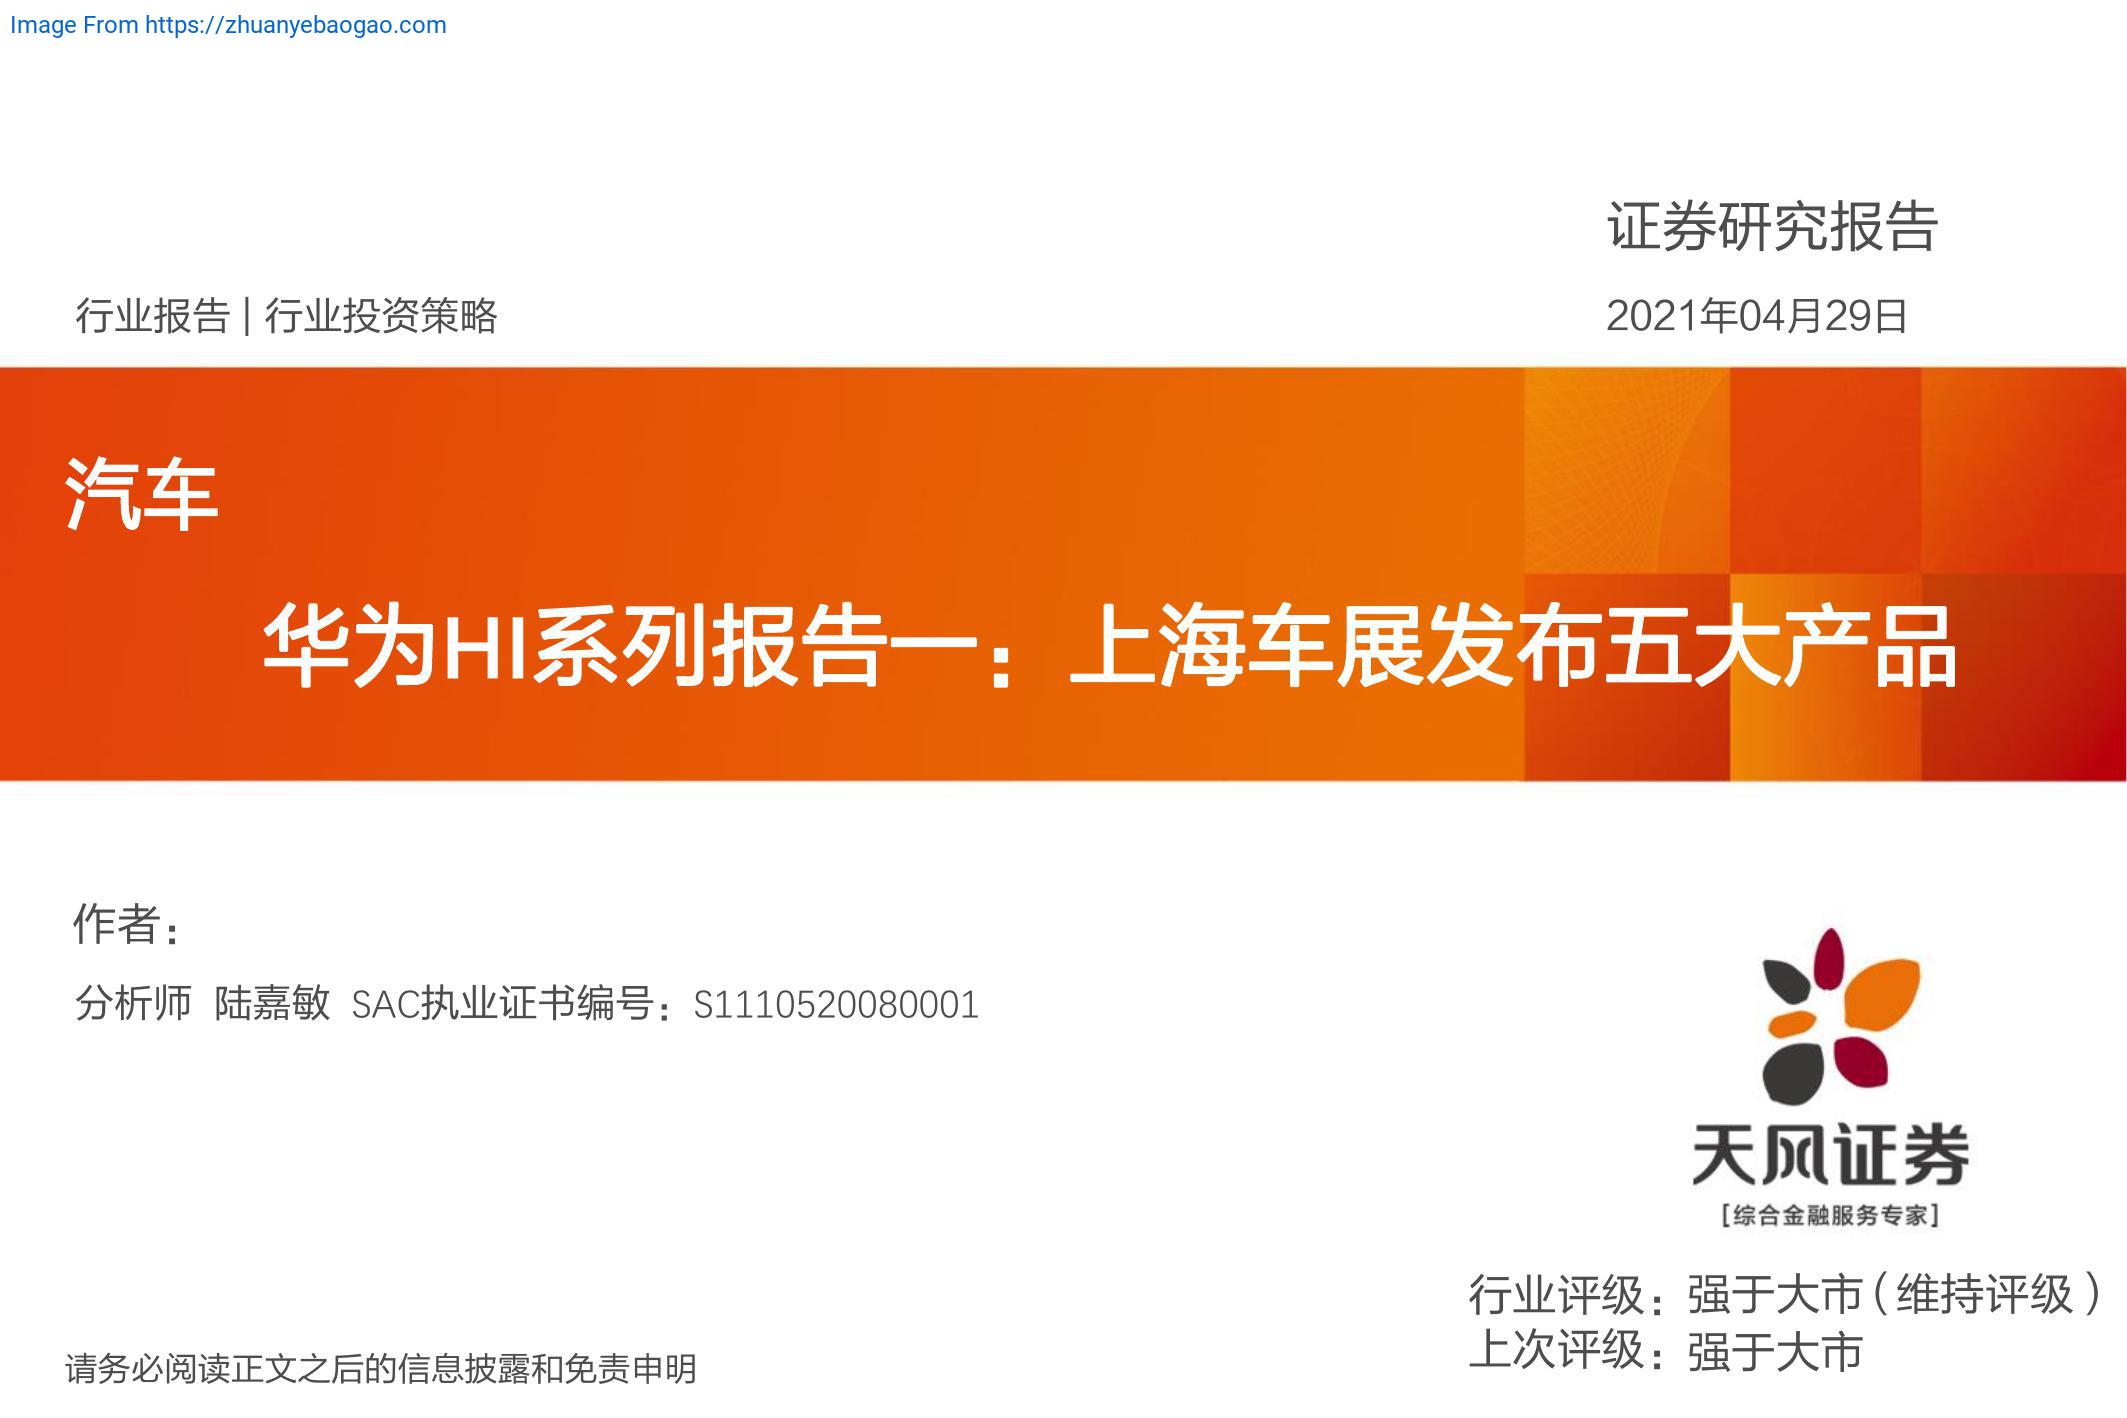 Image From https://zhuanyebaogao.com
证券研究报告
行业报告 | 行业投资策略
2021年04月29日
汽车
华为HI系列报告一：上海车展发布五大产品
作者：
分析师 陆嘉敏 SAC执业证书编号：S1110520080001
天风证券
[综合金融服务专家]
行业评级：强于大市（维持评级）
上次评级：强于大市
请务必阅读正文之后的信息披露和免责申明